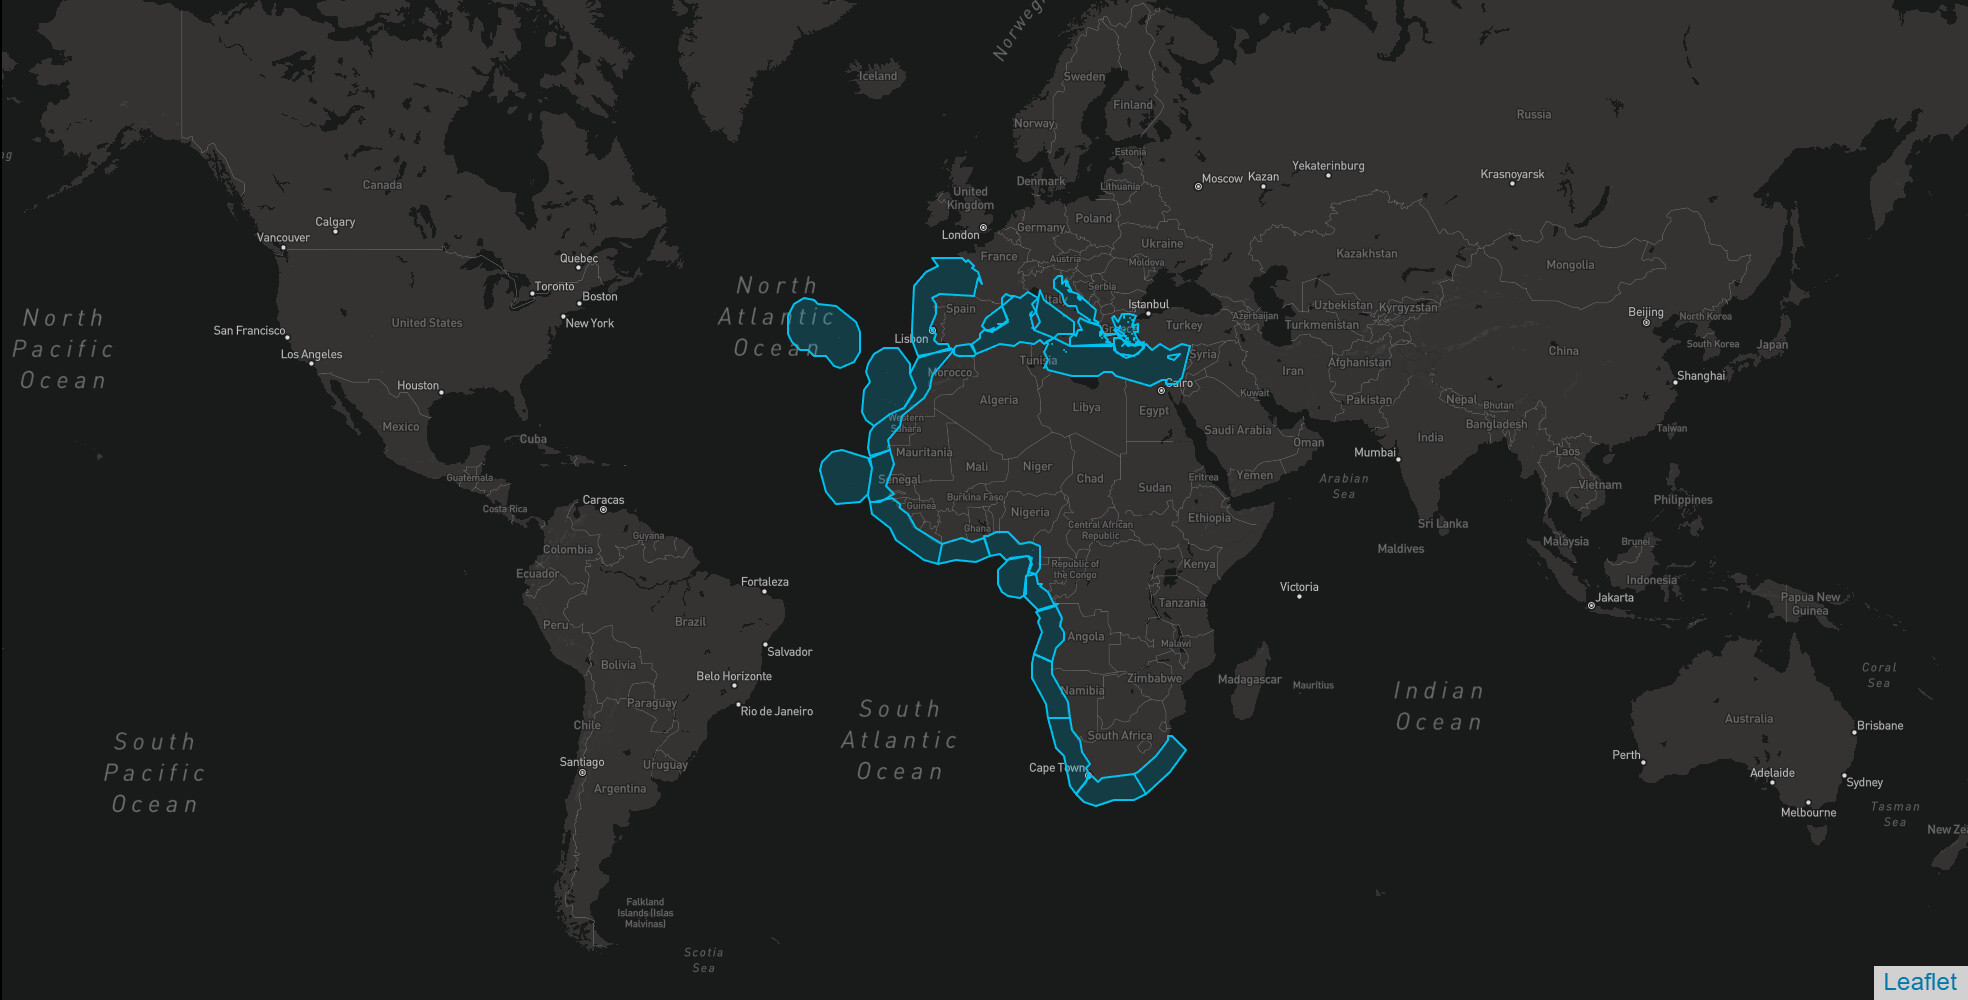 Norwegi
Iceland
Sweden
Finland
Norway
Russia
Estonia
Yekaterinburg
Krasnoyarsk
Moscow
Kazan
Denmark
Lithuania
Canada
United
Kingdom
Calgary
Poland
Vancouver
London
Germany
Ukraine
France
Austria
Moldova
Kazakhstan
Mongolia
Quebec
North
Atlantic
Ocean
Toronto
Boston
Serbia
Italy
Istanbul
Spain
Uzbekistan
Kyrgyzstan
Beijing
North Korea
North
Pacific
Ocean
San Francisco
United States
New York
Lisbon
Greece
Turkey
Azerbaijan
Turkmenistan
South Korea
Japan
Los Angeles
China
Tunisia
Syria
Afghanistan
Morocco
Iran
Shanghai
Houston
Cairo
Kuwait
Algeria
Libya
Egypt
Pakistan
Nepal
Bhutan
Mexico
Western
Sahara
Saudi Arabia
Bangladesh
Taiwan
Cuba
Oman
India
Mauritania
Mumbai
Laos
Guatemala
Mali
Niger
Chad
Senegal
Sudan
Eritrea
Yemen
Arabian
Sea
Vietnam
Caracas
Burkina Faso
Philippines
Costa Rica
Guinea
Nigeria
Ethiopia
Ghana
Central African
Republic
Sri Lanka
Guyana
Colombia
Malaysia
Brunei
Maldives
Ecuador
Republic of
the Congo
Kenya
Fortaleza
Victoria
Indonesia
Jakarta
Papua New
Guinea
Tanzania
Peru
Brazil
Angola
Malawi
Salvador
Bolivia
Belo Horizonte
Zimbabwe
Madagascar
Mauritius
Coral
Sea
Namibia
Indian
Ocean
Paraguay
Rio de Janeiro
South
Atlantic
Ocean
Chile
Australia
Brisbane
South Africa
South
Pacific
Ocean
Perth
Santiago
Uruguay
Cape Town
Adelaide
Sydney
Argentina
Melbourne
Tasman
Sea
New Zea
Falkland
Islands (Islas
Malvinas)
Scotia
Sea
Leaflet